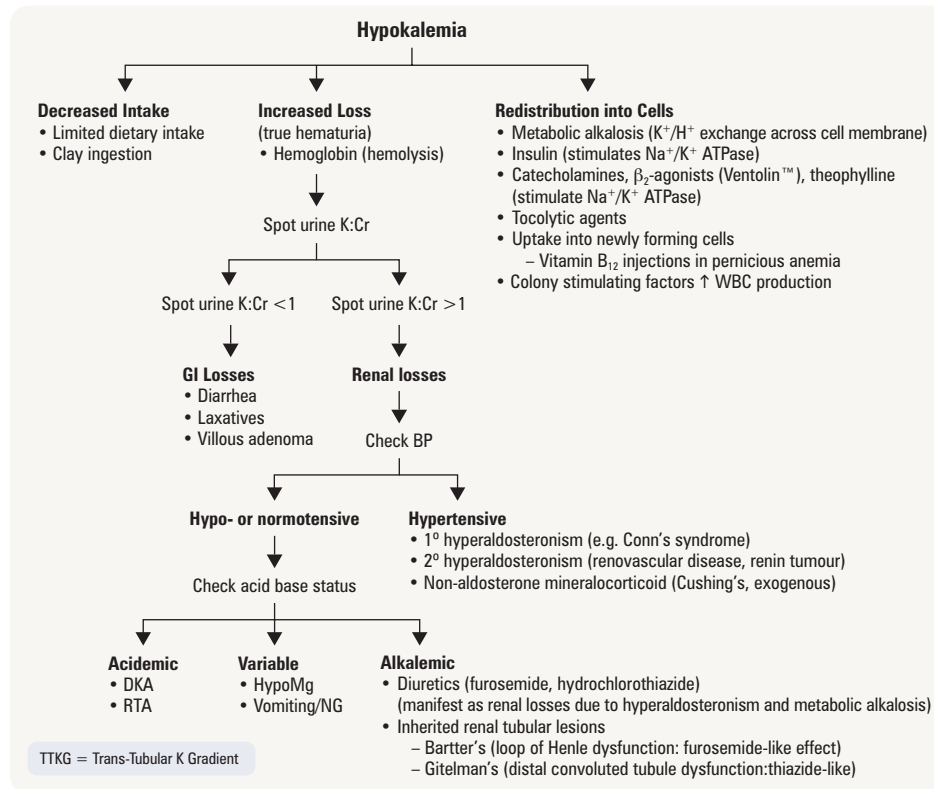 Hypokalemia
Decreased Intake
• Limited dietary intake
• Clay ingestion
Increased Loss
(true hematuria)
• Hemoglobin (hemolysis)
Redistribution into Cells
• Metabolic alkalosis (K⁺/H⁺ exchange across cell membrane)
• Insulin (stimulates Na⁺/K⁺ ATPase)
• Catecholamines, β₂-agonists (Ventolin™), theophylline
(stimulate Na⁺/K⁺ ATPase)
• Tocolytic agents
• Uptake into newly forming cells
– Vitamin B₁₂ injections in pernicious anemia
• Colony stimulating factors ↑ WBC production
Spot urine K:Cr
Spot urine K:Cr <1
Spot urine K:Cr >1
GI Losses
• Diarrhea
• Laxatives
• Villous adenoma
Renal losses
Check BP
Hypo- or normotensive
Hypertensive
• 1º hyperaldosteronism (e.g. Conn's syndrome)
• 2º hyperaldosteronism (renovascular disease, renin tumour)
• Non-aldosterone mineralocorticoid (Cushing's, exogenous)
Check acid base status
Acidemic
• DKA
• RTA
Variable
• HypoMg
• Vomiting/NG
Alkalemic
• Diuretics (furosemide, hydrochlorothiazide)
(manifest as renal losses due to hyperaldosteronism and metabolic alkalosis)
• Inherited renal tubular lesions
– Bartter's (loop of Henle dysfunction: furosemide-like effect)
– Gitelman's (distal convoluted tubule dysfunction:thiazide-like)
TTKG = Trans-Tubular K Gradient